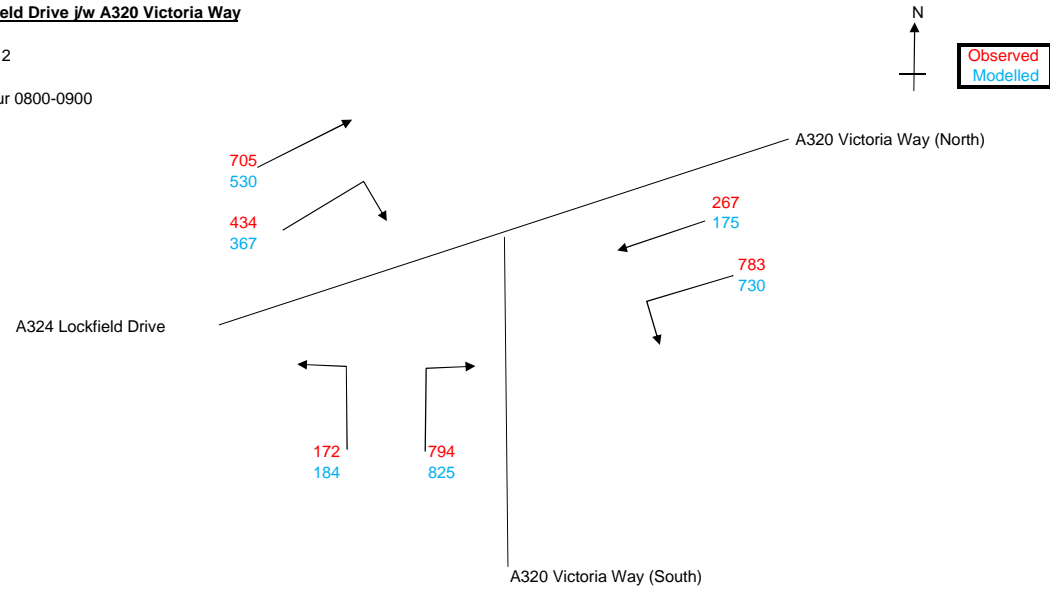 eld Drive j/w A320 Victoria Way
N
2
Observed
Modelled
ur 0800-0900
A320 Victoria Way (North)
705
530
434
367
267
175
783
730
A324 Lockfield Drive
172
184
794
825
A320 Victoria Way (South)